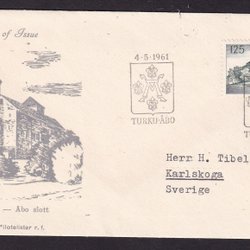 of Issue
4-5-1961
TURKU-ÅBO
125
Herr H. Tibel
Karlskoga
Sverige
— Åbo slott
Filatelister r.f.